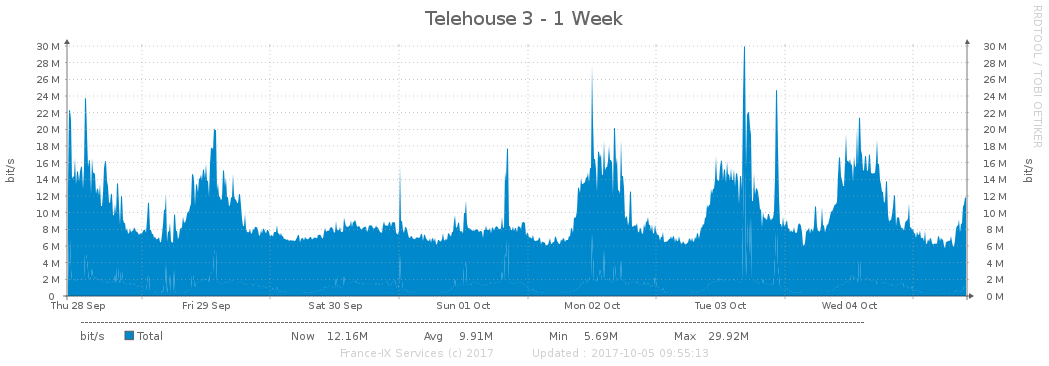 Telehouse 3 - 1 Week
RRDTOOL / TOBI OETIKER
bit/s
bit/s
30 M 30 M
28 M 28 M
26 M 26 M
24 M 24 M
22 M 22 M
20 M 20 M
18 M 18 M
16 M 16 M
14 M 14 M
12 M 12 M
10 M 10 M
8 M 8 M
6 M 6 M
4 M 4 M
2 M 2 M
0 0 M
Thu 28 Sep Fri 29 Sep Sat 30 Sep Sun 01 Oct Mon 02 Oct Tue 03 Oct Wed 04 Oct
bit/s Total Now 12.16M Avg 9.91M Min 5.69M Max 29.92M
France-IX Services (c) 2017 Updated : 2017-10-05 09:55:13